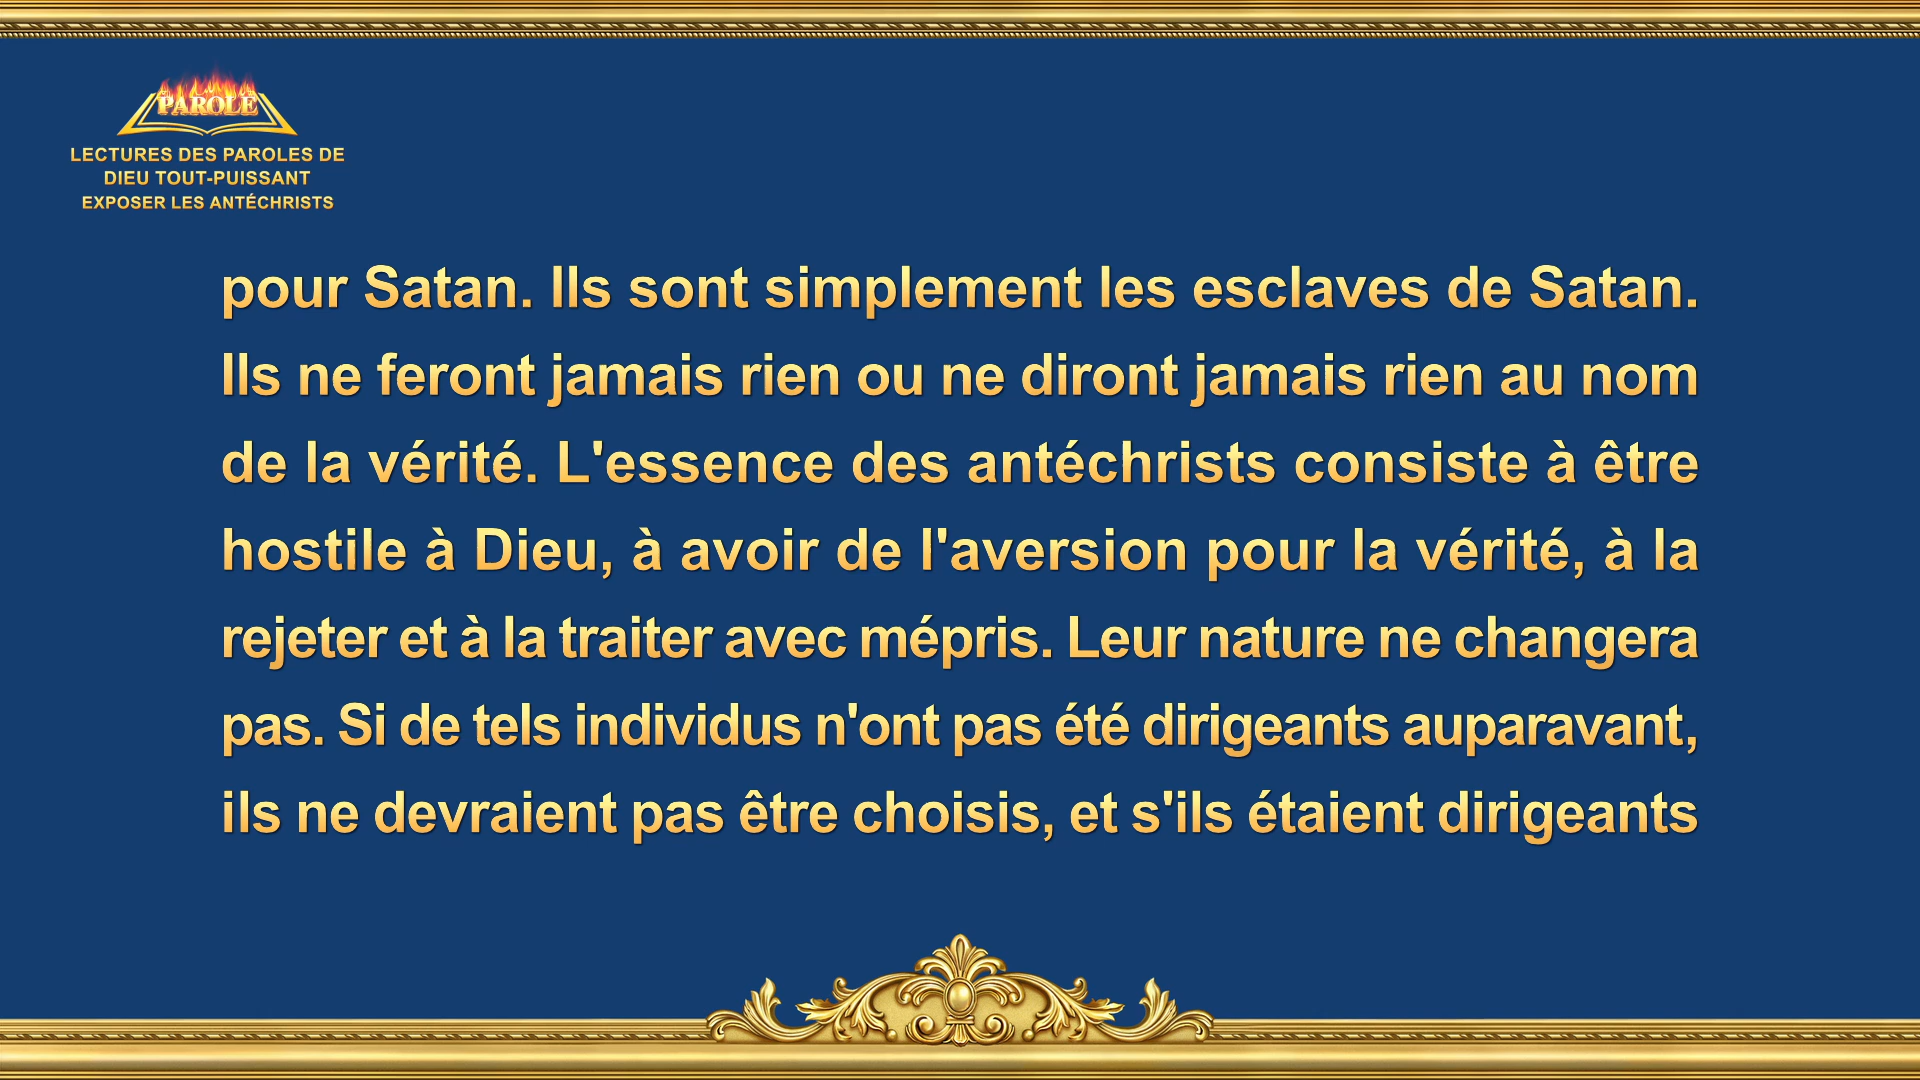 PAROLE
LECTURES DES PAROLES DE
DIEU TOUT-PUISSANT
EXPOSER LES ANTÉCHRISTS
pour Satan. Ils sont simplement les esclaves de Satan.
Ils ne feront jamais rien ou ne diront jamais rien au nom
de la vérité. L'essence des antéchrists consiste à être
hostile à Dieu, à avoir de l'aversion pour la vérité, à la
rejeter et à la traiter avec mépris. Leur nature ne changera
pas. Si de tels individus n'ont pas été dirigeants auparavant,
ils ne devraient pas être choisis, et s'ils étaient dirigeants